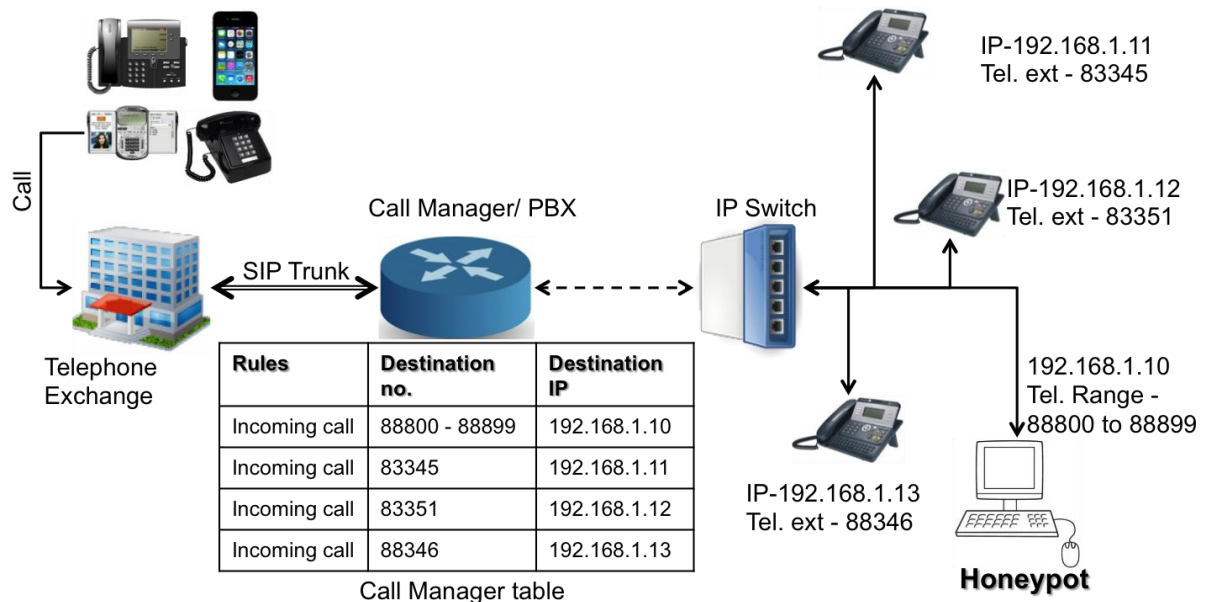 Call
Telephone
Exchange
SIP Trunk
Call Manager/ PBX
IP Switch
IP-192.168.1.11
Tel. ext - 83345
IP-192.168.1.12
Tel. ext - 83351
IP-192.168.1.13
Tel. ext - 88346
192.168.1.10
Tel. Range -
88800 to 88899
Honeypot
Rules Destination no. Destination IP
Incoming call 88800 - 88899 192.168.1.10
Incoming call 83345 192.168.1.11
Incoming call 83351 192.168.1.12
Incoming call 88346 192.168.1.13
Call Manager table